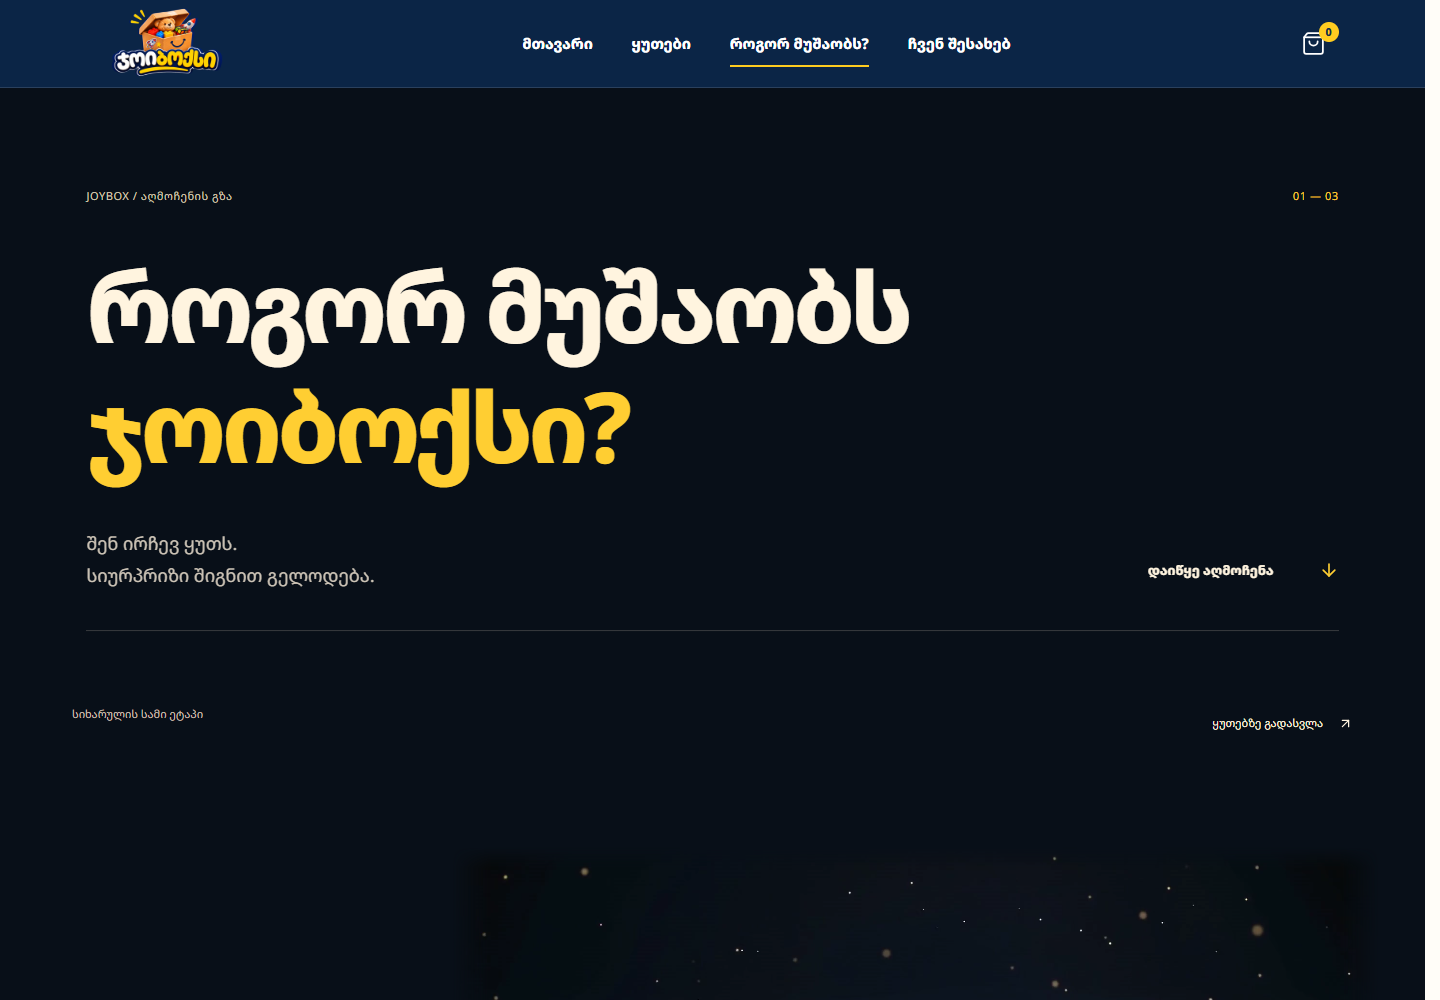 ჯოიბოქსი
მთავარი
ყუთები
როგორ მუშაობს?
ჩვენ შესახებ
0
JOYBOX / აღმოჩენის გზა
01 — 03
როგორ მუშაობს
ჯოიბოქსი?
შენ ირჩევ ყუთს.
სიურპრიზი შიგნით გელოდება.
დაიწყე აღმოჩენა
სიხარულის სამი ეტაპი
ყუთებზე გადასვლა